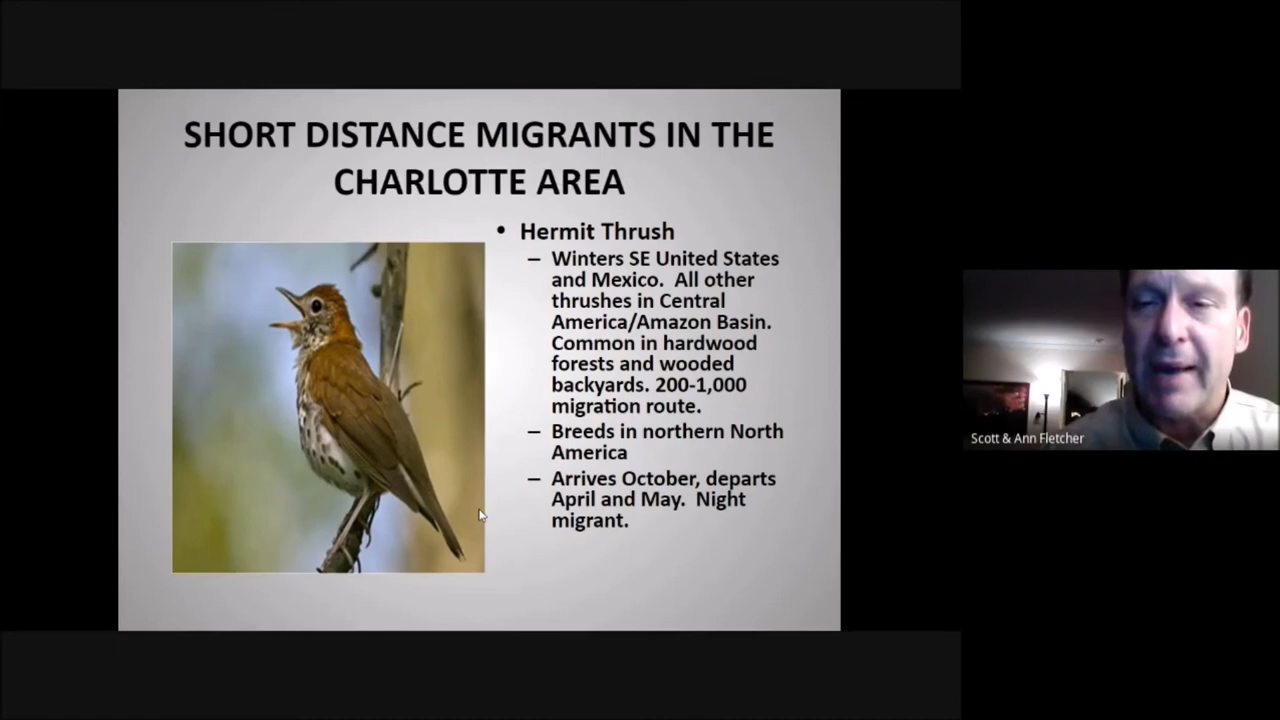 SHORT DISTANCE MIGRANTS IN THE
CHARLOTTE AREA
• Hermit Thrush
– Winters SE United States
and Mexico.  All other
thrushes in Central
America/Amazon Basin.
Common in hardwood
forests and wooded
backyards. 200-1,000
migration route.
– Breeds in northern North
America
– Arrives October, departs
April and May.  Night
migrant.
Scott & Ann Fletcher